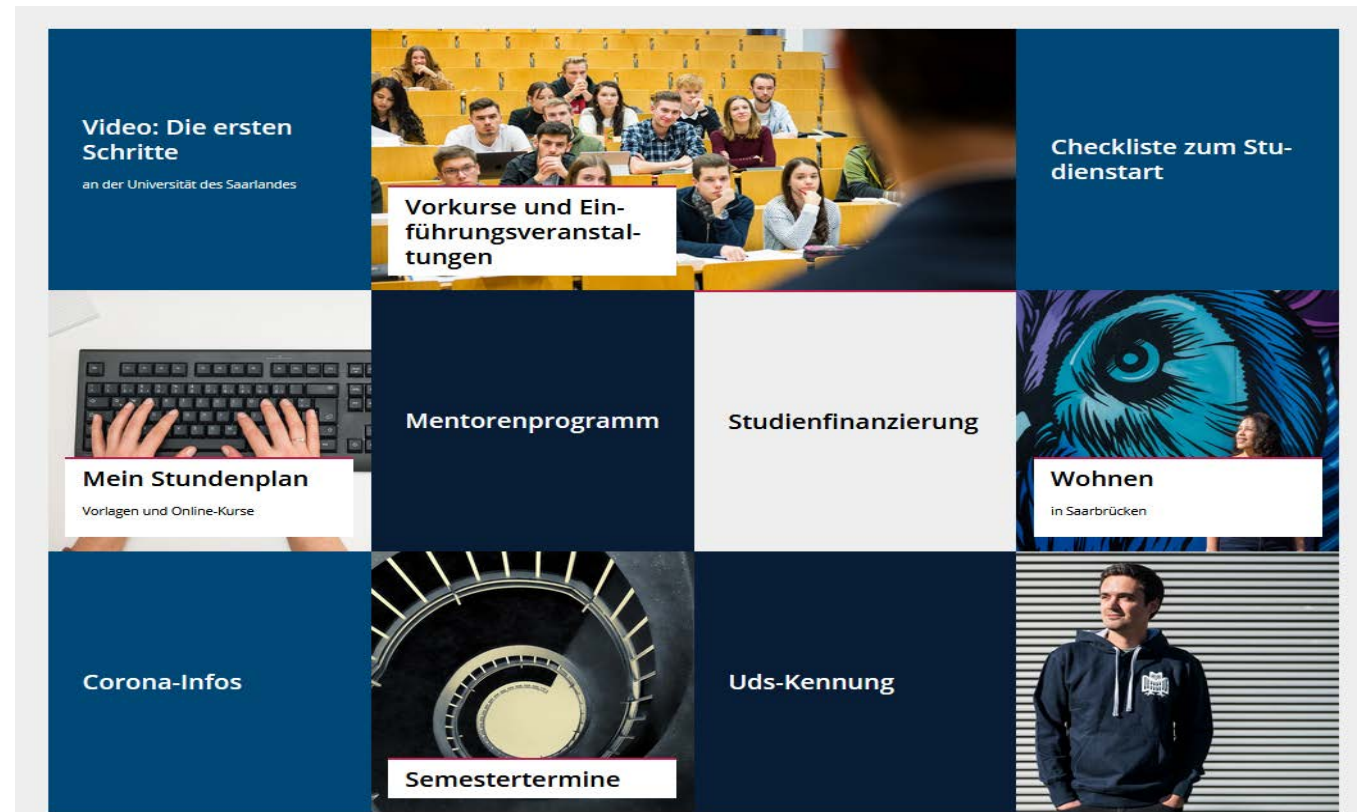 Video: Die ersten
Schritte
an der Universität des Saarlandes
Vorkurse und Ein-
führungsveranstal-
tungen
Checkliste zum Stu-
dienstart
Mein Stundenplan
Vorlagen und Online-Kurse
Mentorenprogramm
Studienfinanzierung
Wohnen
in Saarbrücken
Corona-Infos
Semestertermine
Uds-Kennung